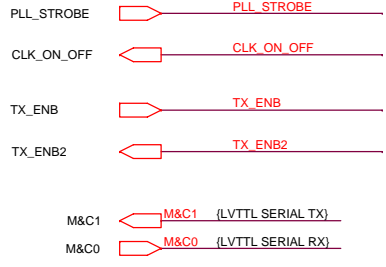 PLL_STROBE PLL_STROBE
CLK_ON_OFF CLK_ON_OFF
TX_ENB TX_ENB
TX_ENB2 TX_ENB2
M&C1 M&C1 {LVTTL SERIAL TX}
M&C0 M&C0 {LVTTL SERIAL RX}